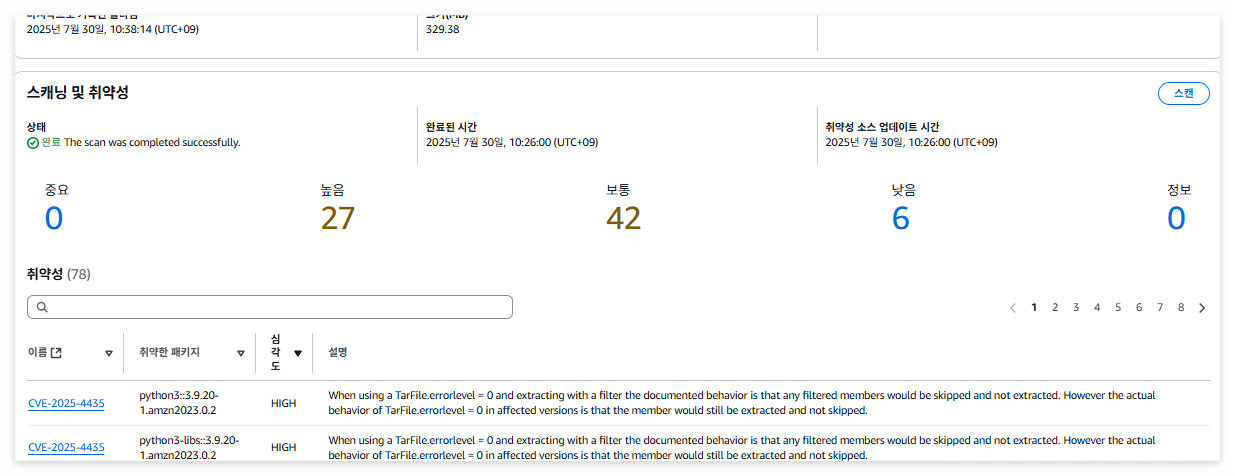 2025년 7월 30일, 10:38:14 (UTC+09)
329.38
스캐닝 및 취약성
스캔
상태
완료 The scan was completed successfully.
완료된 시간
2025년 7월 30일, 10:26:00 (UTC+09)
취약성 소스 업데이트 시간
2025년 7월 30일, 10:26:00 (UTC+09)
중요
0
높음
27
보통
42
낮음
6
정보
0
취약성 (78)
1 2 3 4 5 6 7 8
이름
취약한 패키지
심
각
도
설명
CVE-2025-4435
python3::3.9.20-
1.amzn2023.0.2
HIGH
When using a TarFile.errorlevel = 0 and extracting with a filter the documented behavior is that any filtered members would be skipped and not extracted. However the actual
behavior of TarFile.errorlevel = 0 in affected versions is that the member would still be extracted and not skipped.
CVE-2025-4435
python3-libs::3.9.20-
1.amzn2023.0.2
HIGH
When using a TarFile.errorlevel = 0 and extracting with a filter the documented behavior is that any filtered members would be skipped and not extracted. However the actual
behavior of TarFile.errorlevel = 0 in affected versions is that the member would still be extracted and not skipped.